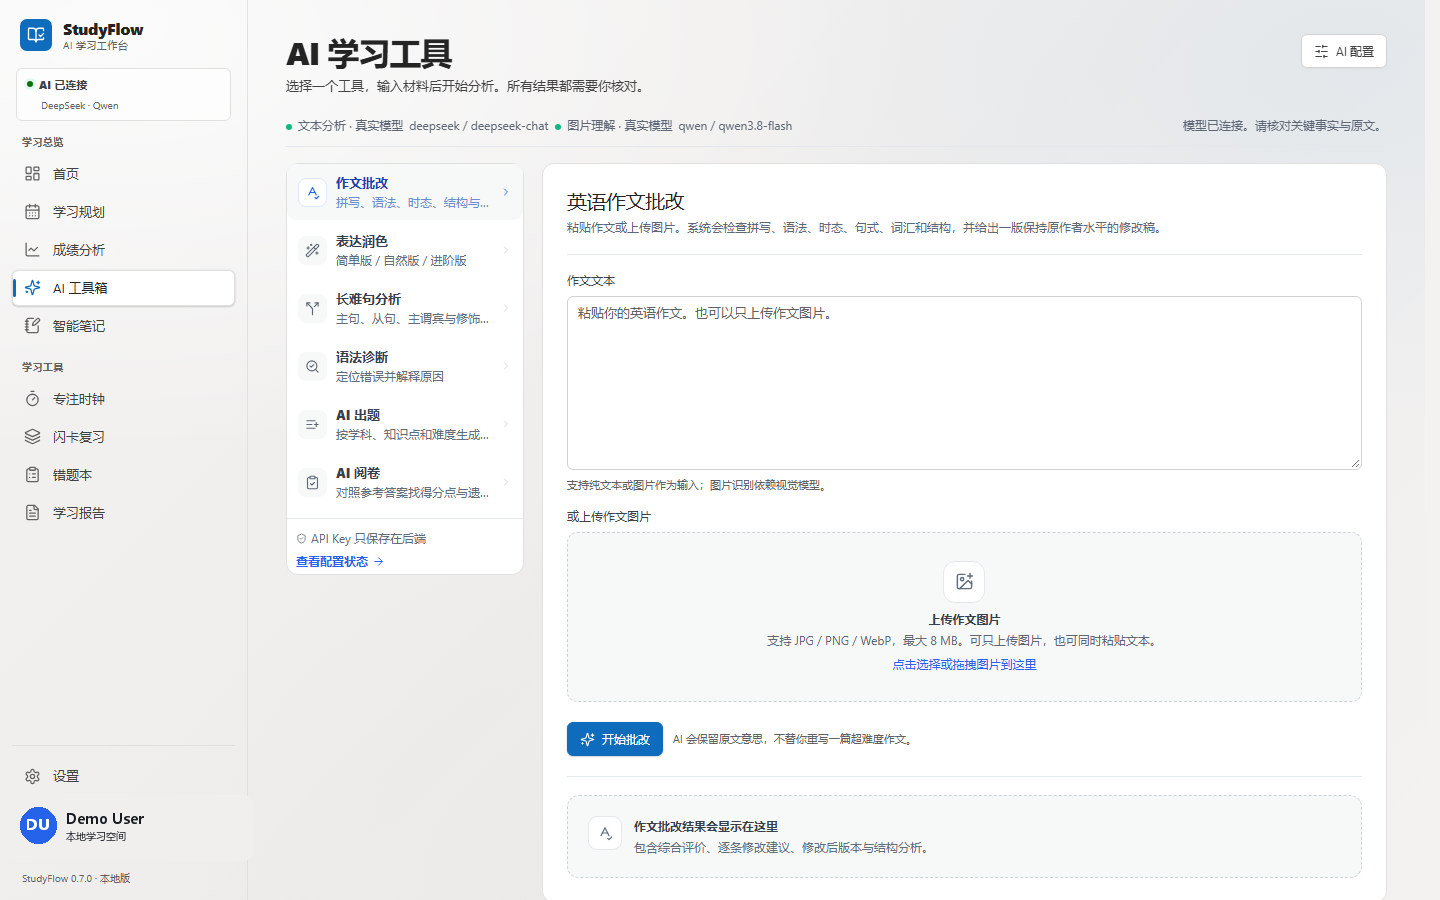 StudyFlow
AI 学习工作台
AI 已连接
DeepSeek · Qwen
学习总览
首页
学习规划
成绩分析
AI 工具箱
智能笔记
学习工具
专注时钟
闪卡复习
错题本
学习报告
设置
DU
Demo User
本地学习空间
StudyFlow 0.7.0 · 本地版
AI 学习工具
选择一个工具，输入材料后开始分析。所有结果都需要你核对。
AI 配置
文本分析 · 真实模型 deepseek / deepseek-chat 图片理解 · 真实模型 qwen / qwen3.8-flash
模型已连接。请核对关键事实与原文。
作文批改
拼写、语法、时态、结构与...
表达润色
简单版 / 自然版 / 进阶版
长难句分析
主句、从句、主谓宾与修饰...
语法诊断
定位错误并解释原因
AI 出题
按学科、知识点和难度生成...
AI 阅卷
对照参考答案找得分点与遗...
API Key 只保存在后端
查看配置状态
英语作文批改
粘贴作文或上传图片。系统会检查拼写、语法、时态、句式、词汇和结构，并给出一版保持原作者水平的修改稿。
作文文本
粘贴你的英语作文。也可以只上传作文图片。
支持纯文本或图片作为输入；图片识别依赖视觉模型。
或上传作文图片
上传作文图片
支持 JPG / PNG / WebP，最大 8 MB。可只上传图片，也可同时粘贴文本。
点击选择或拖拽图片到这里
开始批改
AI 会保留原文意思，不替你重写一篇超难度作文。
作文批改结果会显示在这里
包含综合评价、逐条修改建议、修改后版本与结构分析。